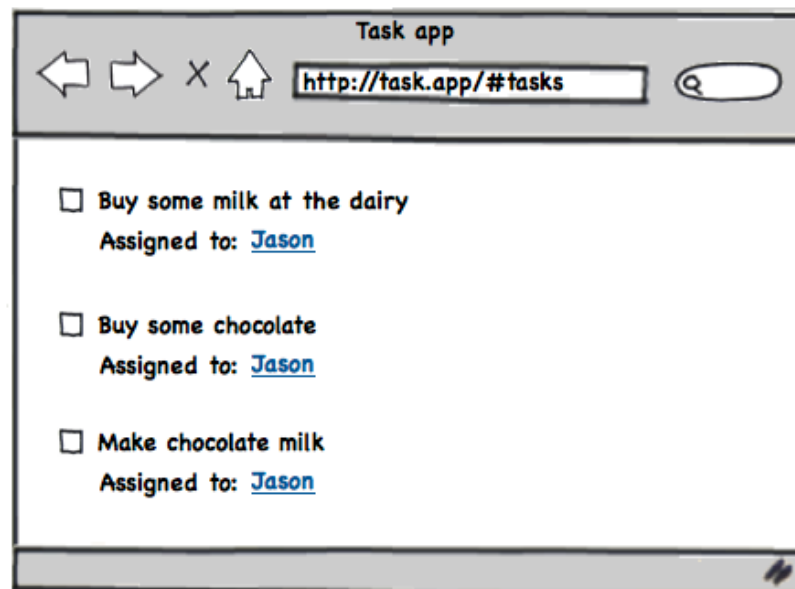 Task app
http://task.app/#tasks
Buy some milk at the dairy
Assigned to: Jason
Buy some chocolate
Assigned to: Jason
Make chocolate milk
Assigned to: Jason